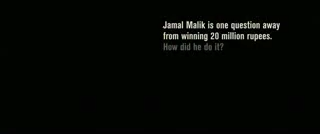 Jamal Malik is one question away
from winning 20 million rupees.
How did he do it?